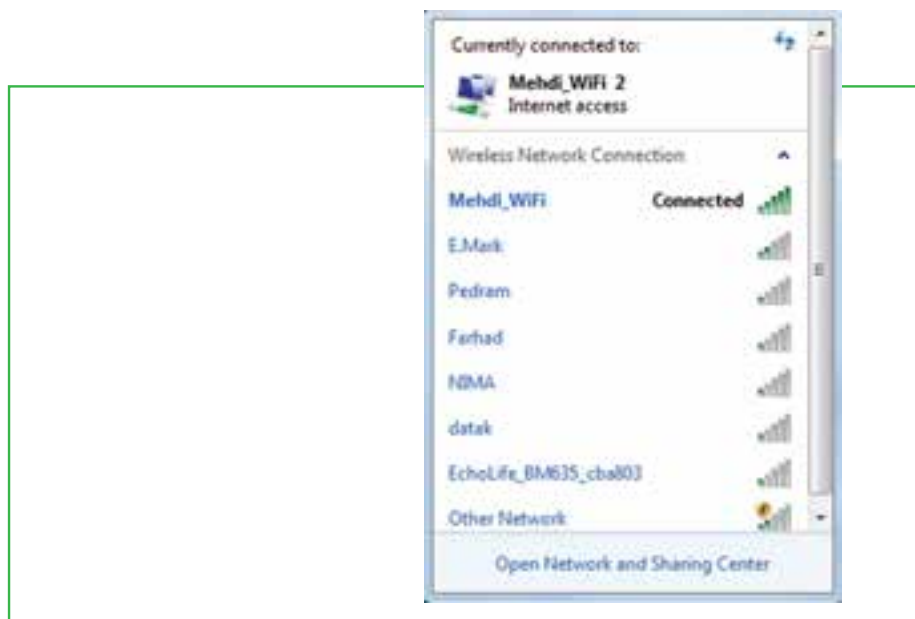 Currently connected to:
Mehdi_WiFi 2
Internet access
Wireless Network Connection
Mehdi_WiFi Connected
E.Mark
Pedram
Farhad
NIMA
datak
EchoLife_BM635_cba803
Other Network
Open Network and Sharing Center